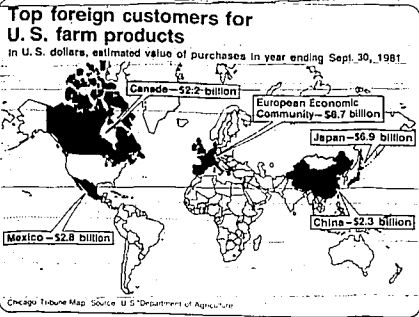 Top foreign customers for
U.S. farm products
In U.S. dollars, estimated value of purchases in year ending Sept. 30, 1981
Canada—$2.2 billion
European Economic
Community—$8.7 billion
Japan—$6.9 billion
China—$2.3 billion
Mexico—$2.8 billion
Chicago Tribune Map Source: U.S. Department of Agriculture